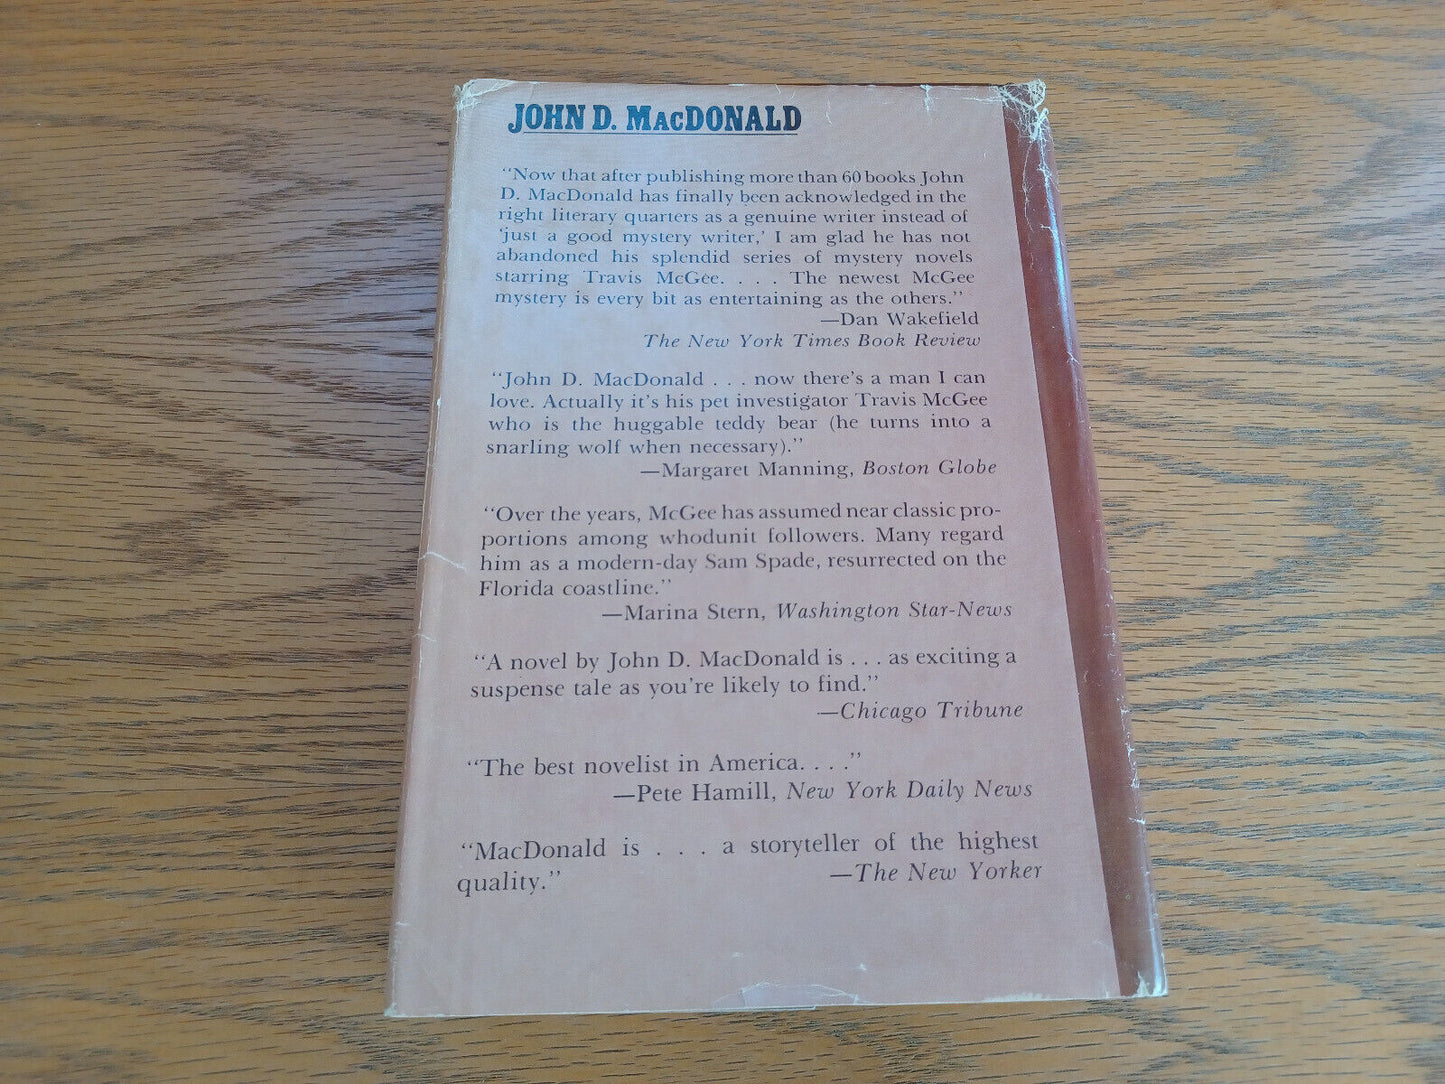 JOHN D. MACDONALD
“Now that after publishing more than 60 books John
D. MacDonald has finally been acknowledged in the
right literary quarters as a genuine writer instead of
‘just a good mystery writer,’ I am glad he has not
abandoned his splendid series of mystery novels
starring Travis McGee. . . . The newest McGee
mystery is every bit as entertaining as the others.”
—Dan Wakefield
The New York Times Book Review
“John D. MacDonald . . . now there’s a man I can
love. Actually it’s his pet investigator Travis McGee
who is the huggable teddy bear (he turns into a
snarling wolf when necessary).”
—Margaret Manning, Boston Globe
“Over the years, McGee has assumed near classic pro-
portions among whodunit followers. Many regard
him as a modern-day Sam Spade, resurrected on the
Florida coastline.”
—Marina Stern, Washington Star-News
“A novel by John D. MacDonald is . . . as exciting a
suspense tale as you’re likely to find.”
—Chicago Tribune
“The best novelist in America. . . .”
—Pete Hamill, New York Daily News
“MacDonald is . . . a storyteller of the highest
quality.” —The New Yorker